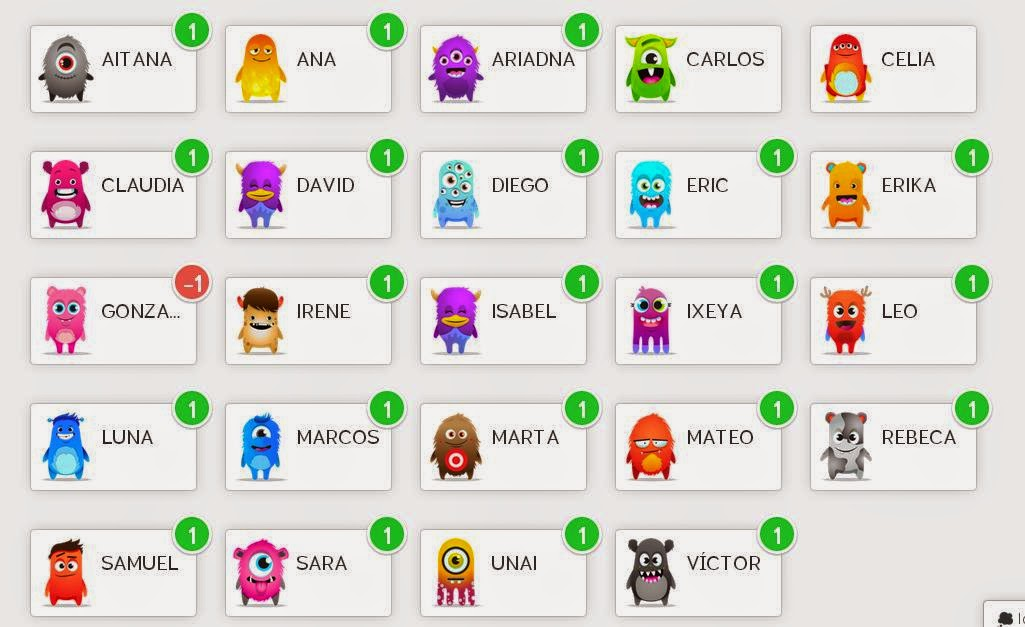 1 1 1
AITANA ANA ARIADNA CARLOS CELIA
1 1 1 1 1
CLAUDIA DAVID DIEGO ERIC ERIKA
-1 1 1 1 1
GONZA... IRENE ISABEL IXEYA LEO
1 1 1 1 1
LUNA MARCOS MARTA MATEO REBECA
1 1 1 1
SAMUEL SARA UNAI VÍCTOR